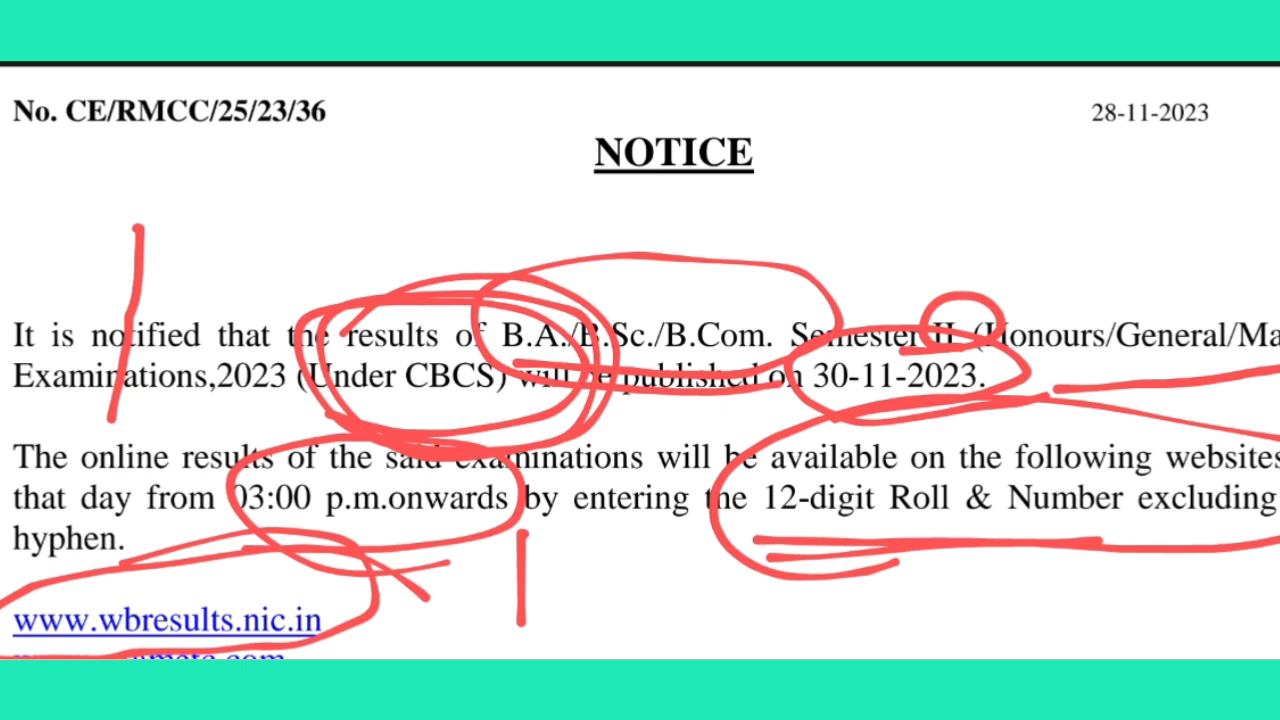 No. CE/RMCC/25/23/36
28-11-2023
NOTICE
It is notified that the results of B.A./B.Sc./B.Com. Semester II (Honours/General/Ma
Examinations,2023 (Under CBCS) will be published on 30-11-2023.
The online results of the said examinations will be available on the following websites
that day from 03:00 p.m.onwards by entering the 12-digit Roll & Number excluding
hyphen.
www.wbresults.nic.in